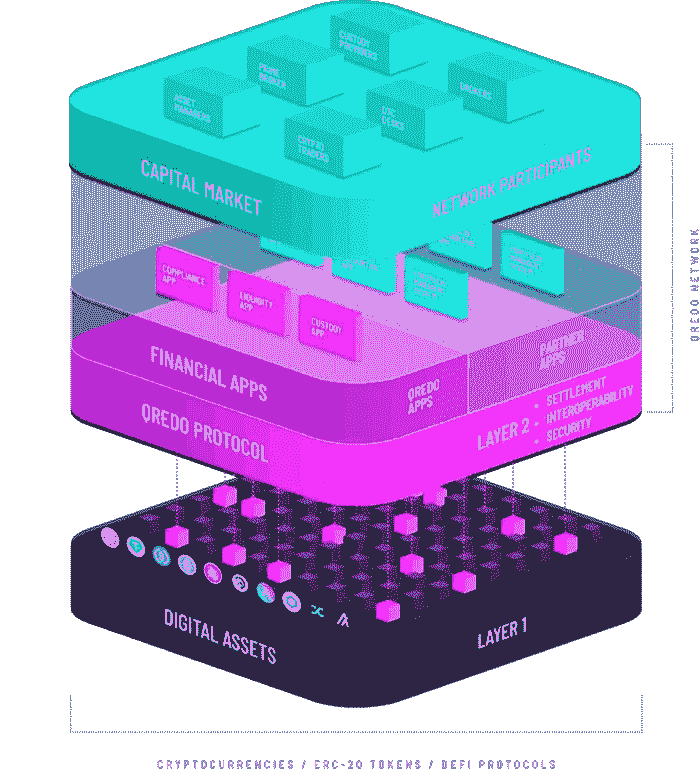 CUSTODY
PROVIDERS
PRIME
BROKER
BROKERS
ASSET
MANAGERS
OTC
DESKS
CRYPTO
TRADERS
CAPITAL MARKET
NETWORK PARTICIPANTS
COMPLIANCE
APP
LIQUIDITY
APP
CUSTODY
APP
FINANCIAL APPS
QREDO
APPS
PARTNER
APPS
QREDO NETWORK
QREDO PROTOCOL
LAYER 2
SETTLEMENT
INTEROPERABILITY
SECURITY
DIGITAL ASSETS
LAYER 1
CRYPTOCURRENCIES / ERC-20 TOKENS / DEFI PROTOCOLS